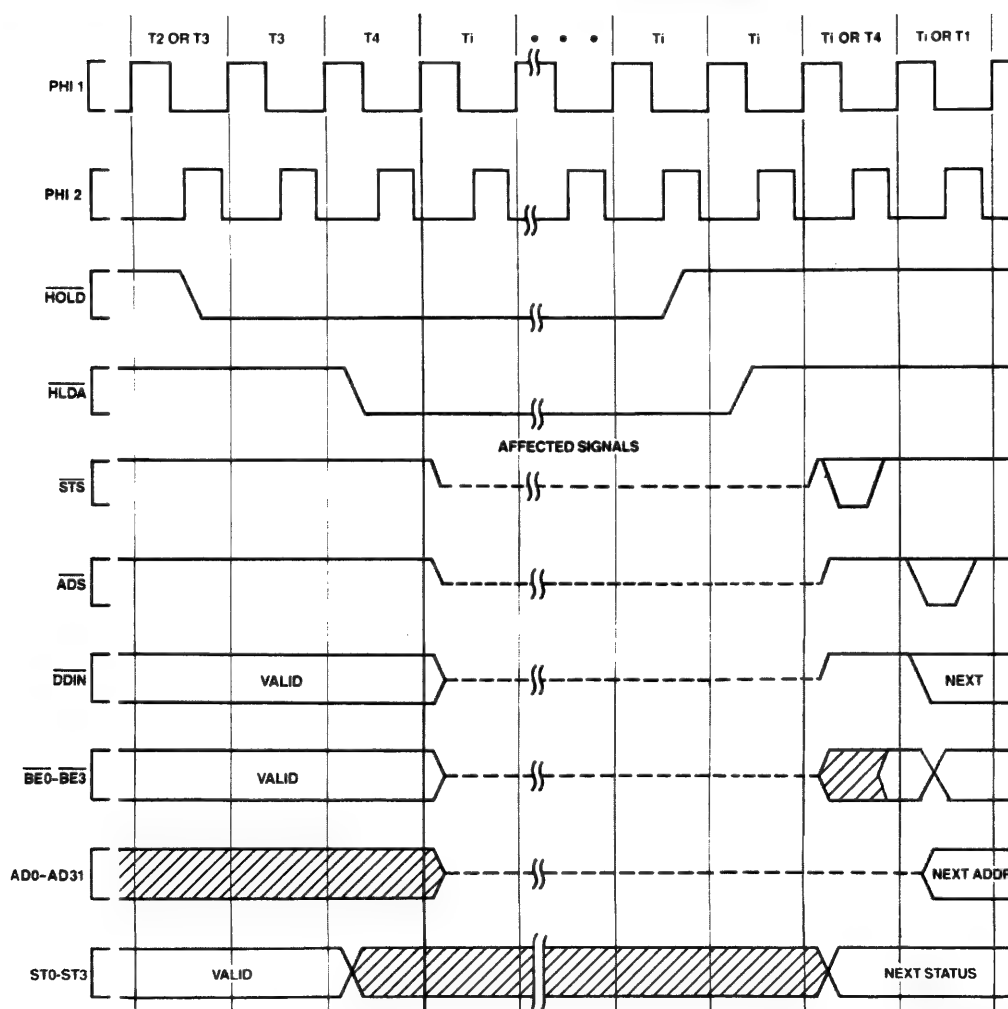 T2 OR T3 T3 T4 Ti • • • Ti Ti Ti OR T4 Ti OR T1
PHI 1
PHI 2
HOLD
HLDA
AFFECTED SIGNALS
STS
ADS
DDIN VALID NEXT
BE0-BE3 VALID
AD0-AD31 NEXT ADDR
ST0-ST3 VALID NEXT STATUS